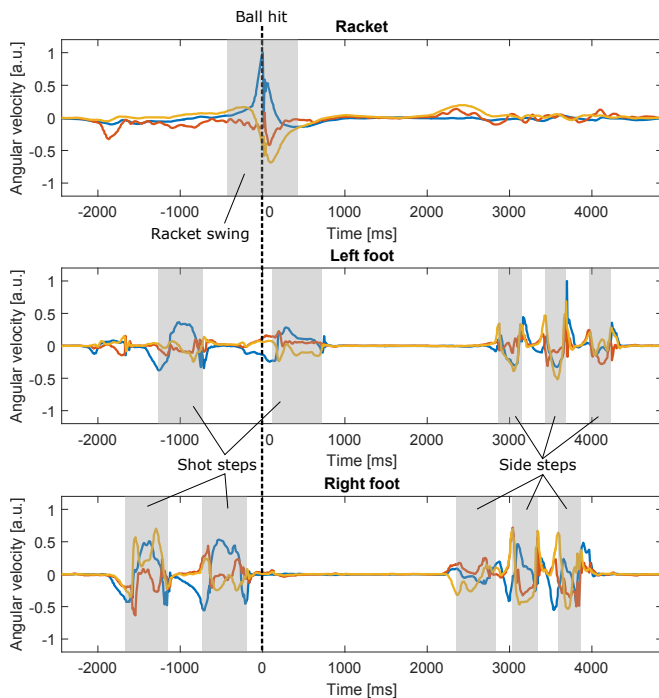 Ball hit
Racket
Angular velocity [a.u.]
1
0.5
0
-0.5
-1
-2000 -1000 0 1000 2000 3000 4000
Time [ms]
Racket swing
Left foot
Angular velocity [a.u.]
1
0.5
0
-0.5
-1
-2000 -1000 0 1000 2000 3000 4000
Time [ms]
Shot steps
Side steps
Right foot
Angular velocity [a.u.]
1
0.5
0
-0.5
-1
-2000 -1000 0 1000 2000 3000 4000
Time [ms]